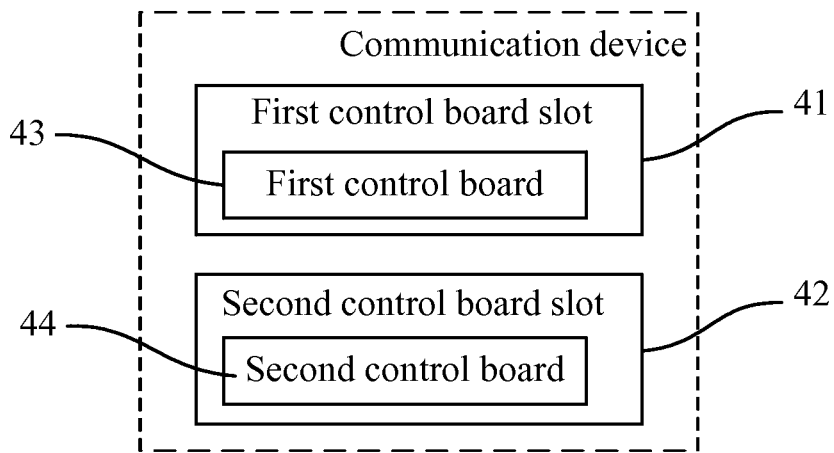 Communication device
First control board slot
41
43
First control board
Second control board slot
42
44
Second control board